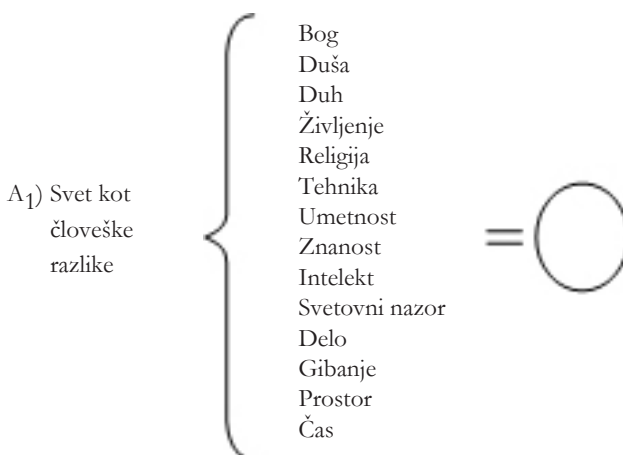 A1) Svet kot
človeške
razlike
Bog
Duša
Duh
Življenje
Religija
Tehnika
Umetnost
Znanost
Intelekt
Svetovni nazor
Delo
Gibanje
Prostor
Čas
=